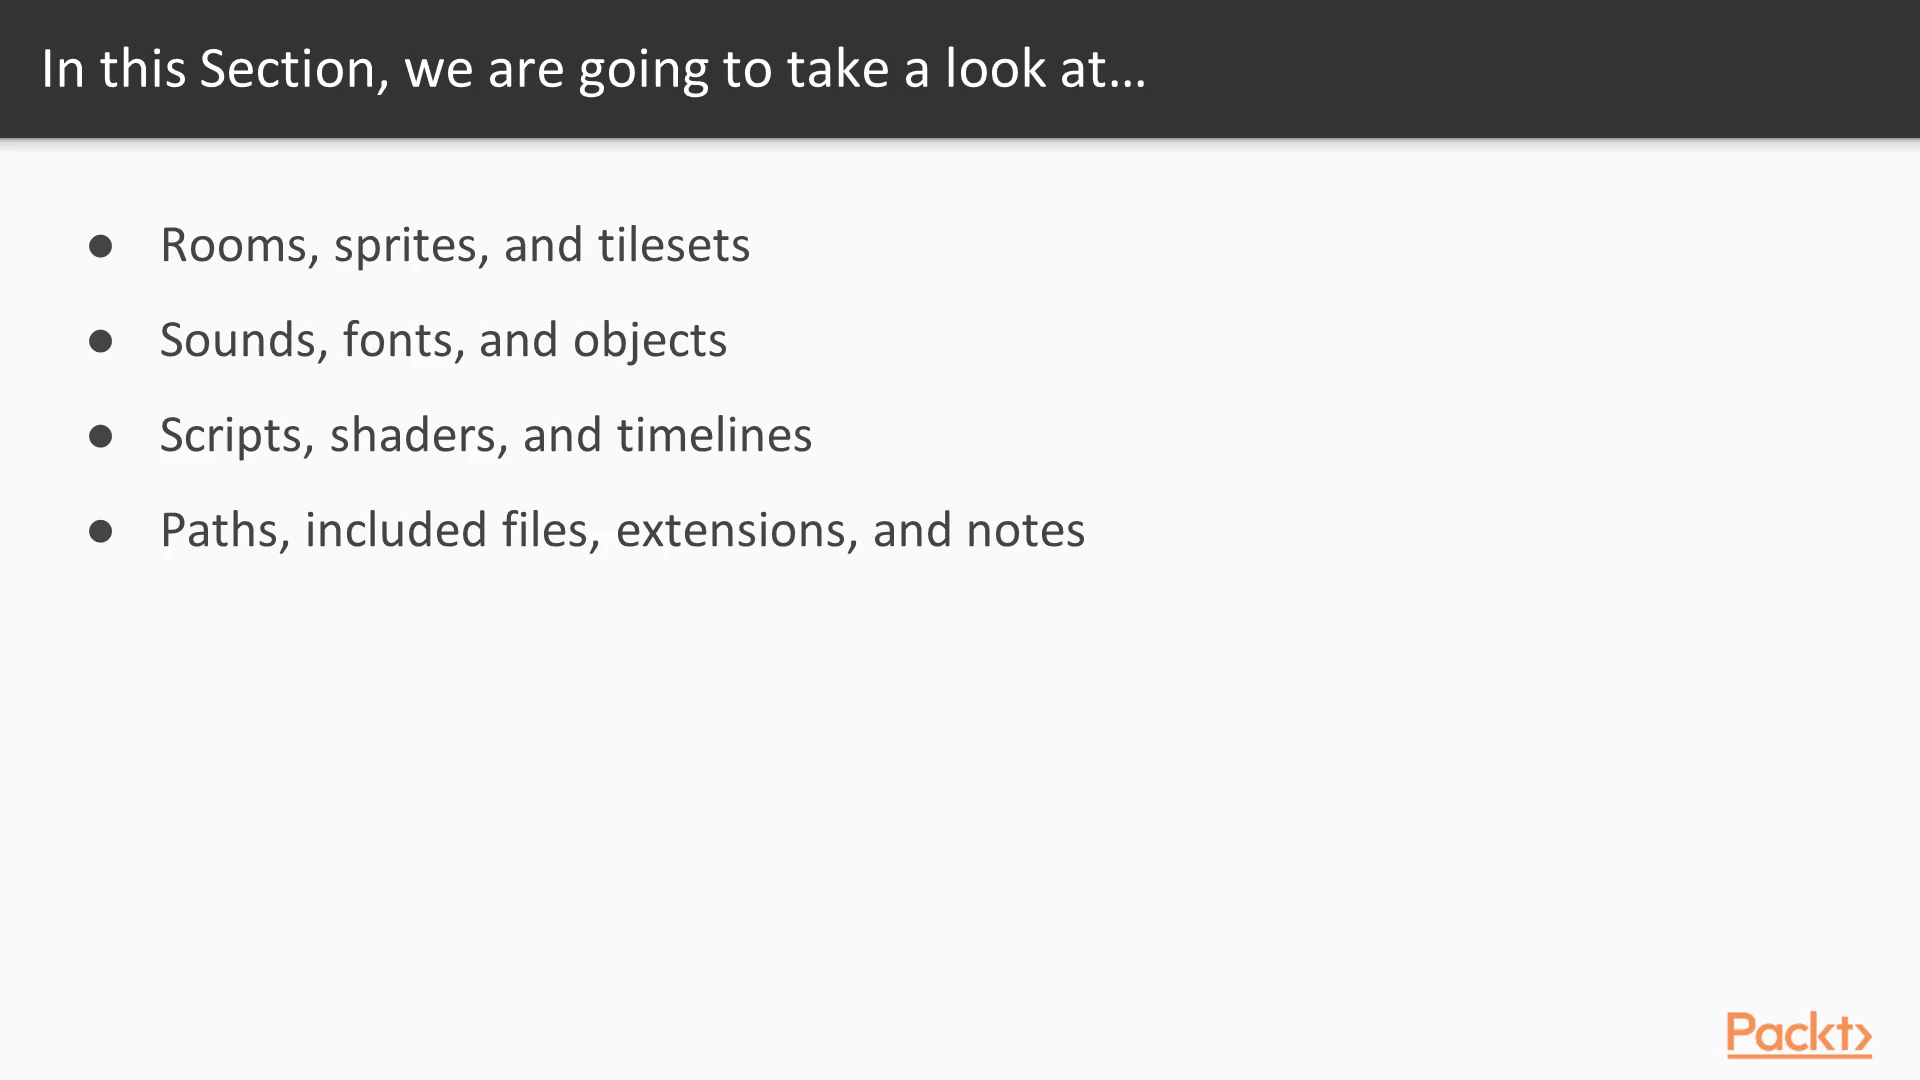 In this Section, we are going to take a look at...
● Rooms, sprites, and tilesets
● Sounds, fonts, and objects
● Scripts, shaders, and timelines
● Paths, included files, extensions, and notes
Packt>